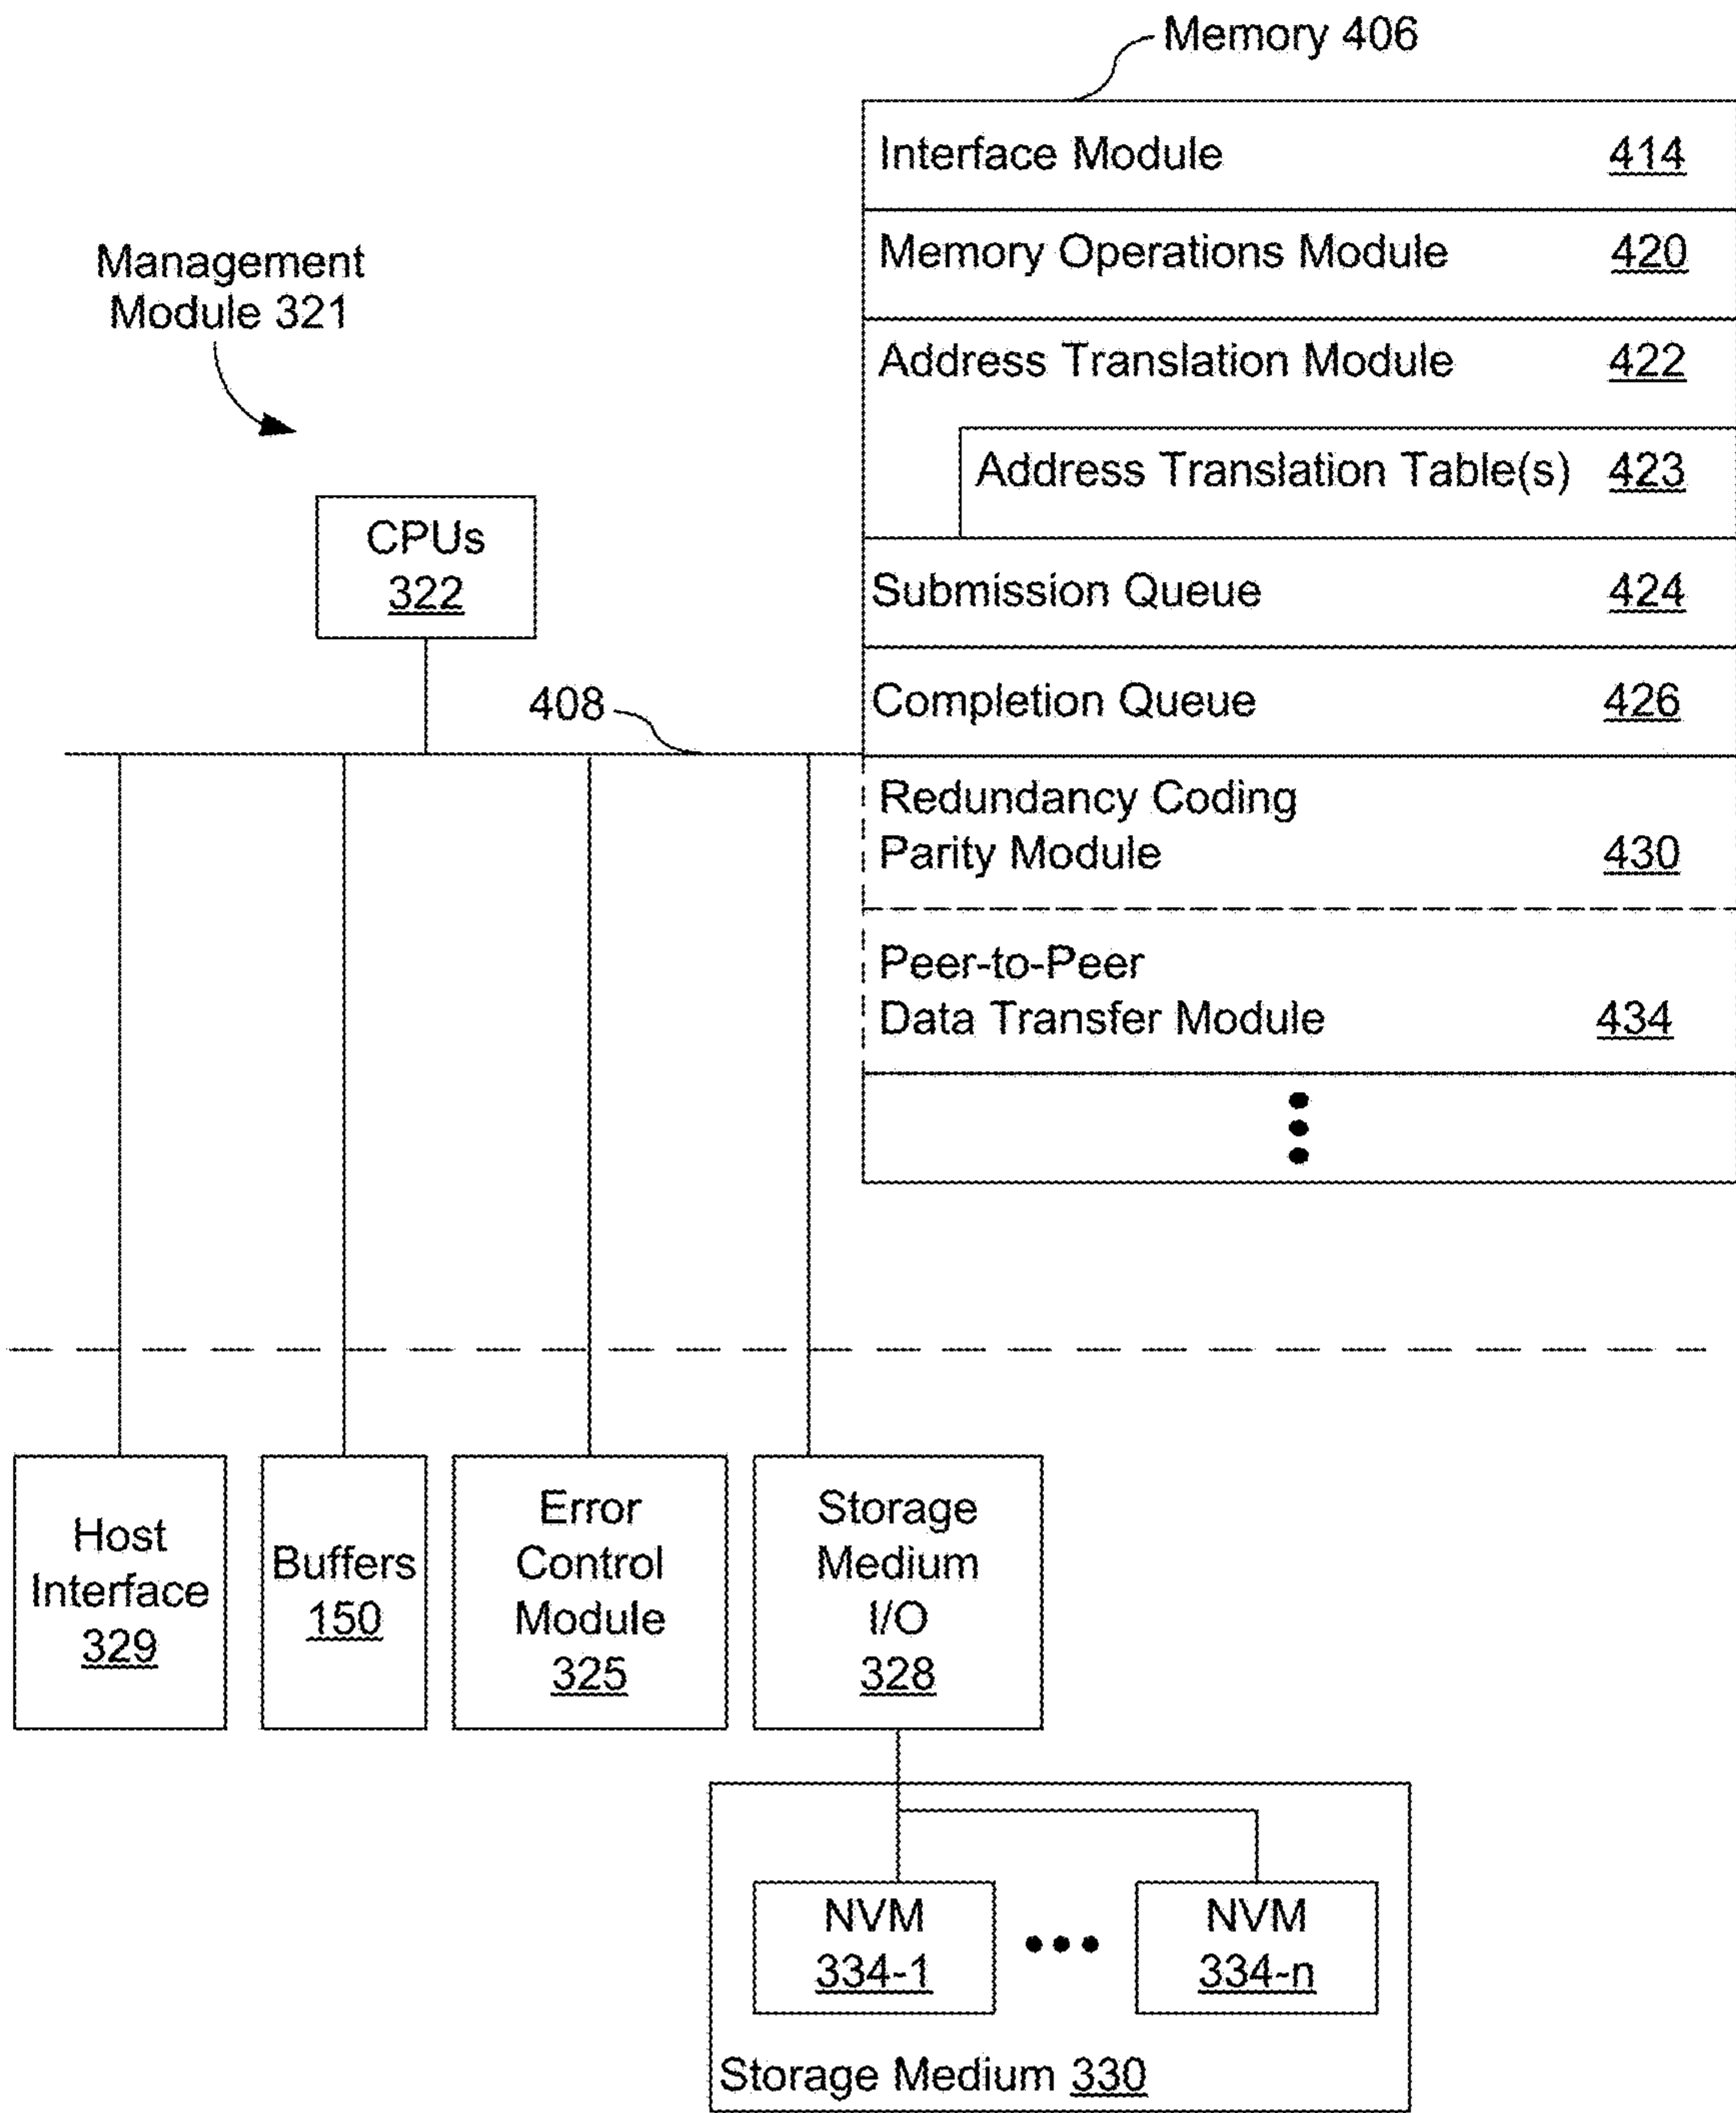 Memory 406
Interface Module 414
Memory Operations Module 420
Address Translation Module 422
Address Translation Table(s) 423
Submission Queue 424
Completion Queue 426
Redundancy Coding
Parity Module 430
Peer-to-Peer
Data Transfer Module 434
Management
Module 321
CPUs
322
408
Host
Interface
329
Buffers
150
Error
Control
Module
325
Storage
Medium
I/O
328
NVM
334-1
NVM
334-n
Storage Medium 330